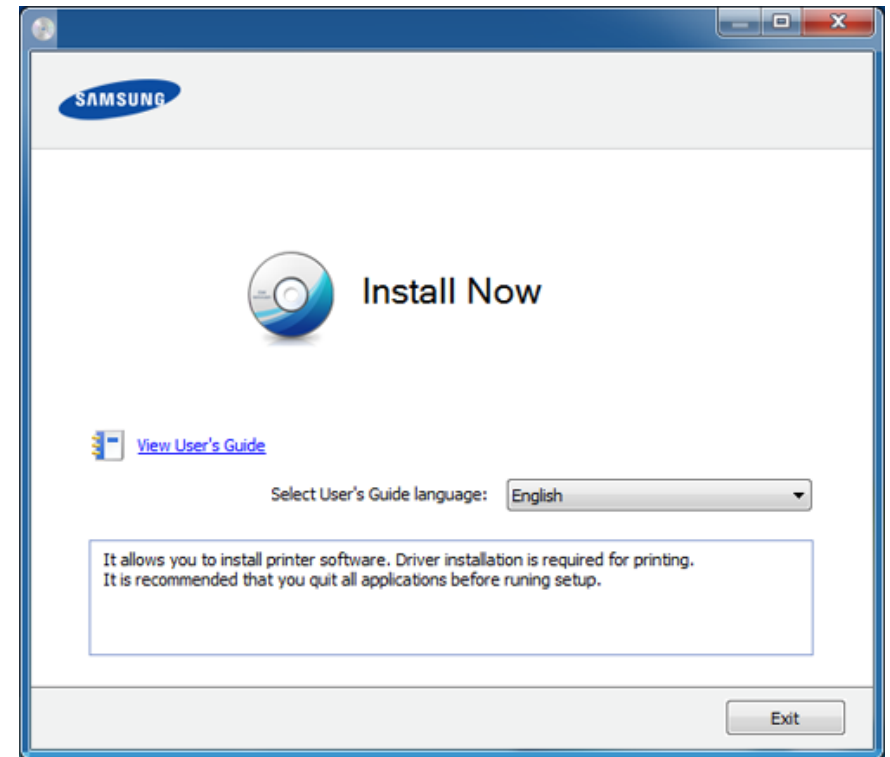 SAMSUNG
Install Now
View User's Guide
Select User's Guide language: English
It allows you to install printer software. Driver installation is required for printing.
It is recommended that you quit all applications before runing setup.
Exit